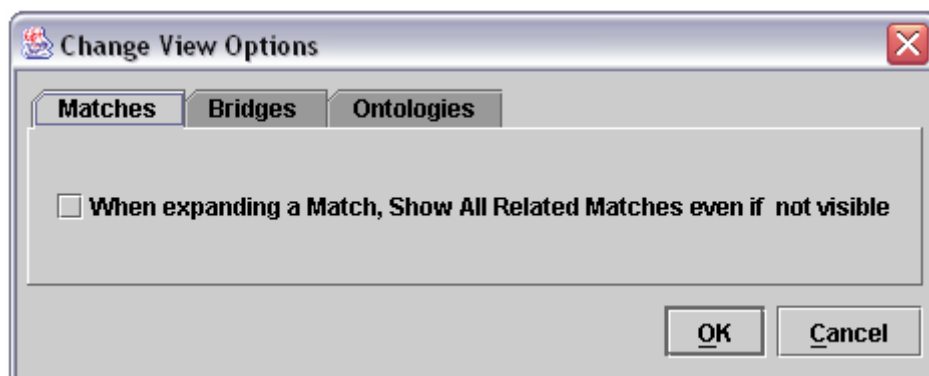 Change View Options
Matches Bridges Ontologies
When expanding a Match, Show All Related Matches even if not visible
OK Cancel